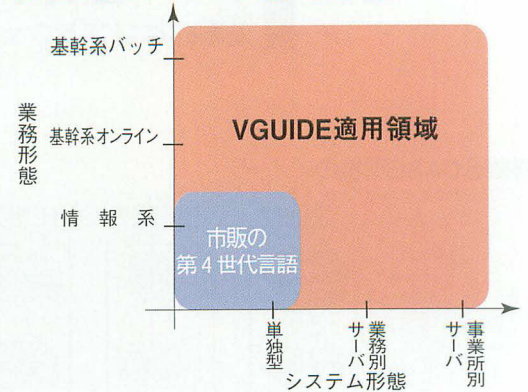 基幹系バッチ
業務形態
基幹系オンライン
情報系
VGUIDE適用領域
市販の
第4世代言語
単独型
業務別
サーバ
事業所別
サーバ
システム形態